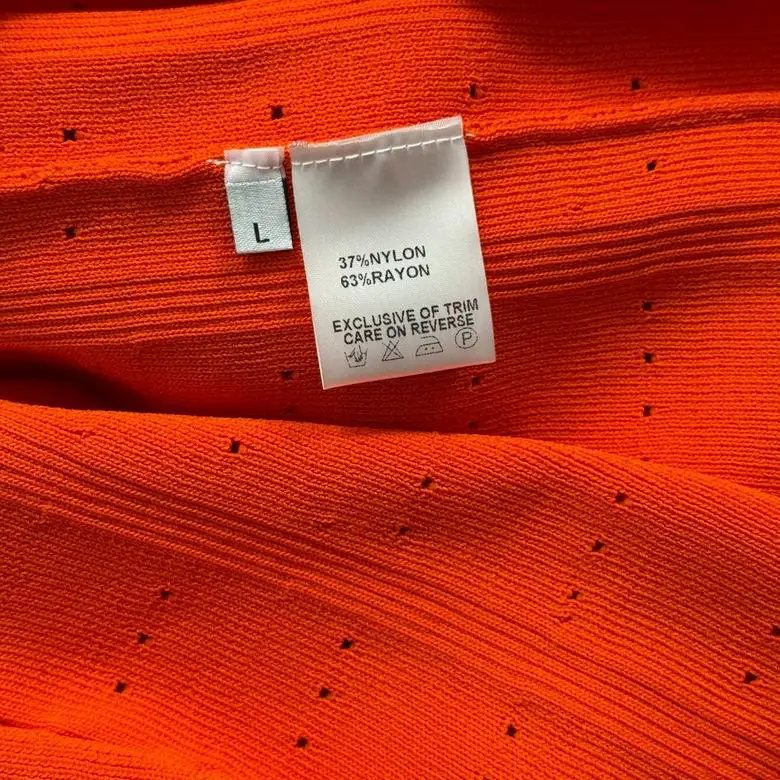 L
37%NYLON
63%RAYON
EXCLUSIVE OF TRIM
CARE ON REVERSE
P